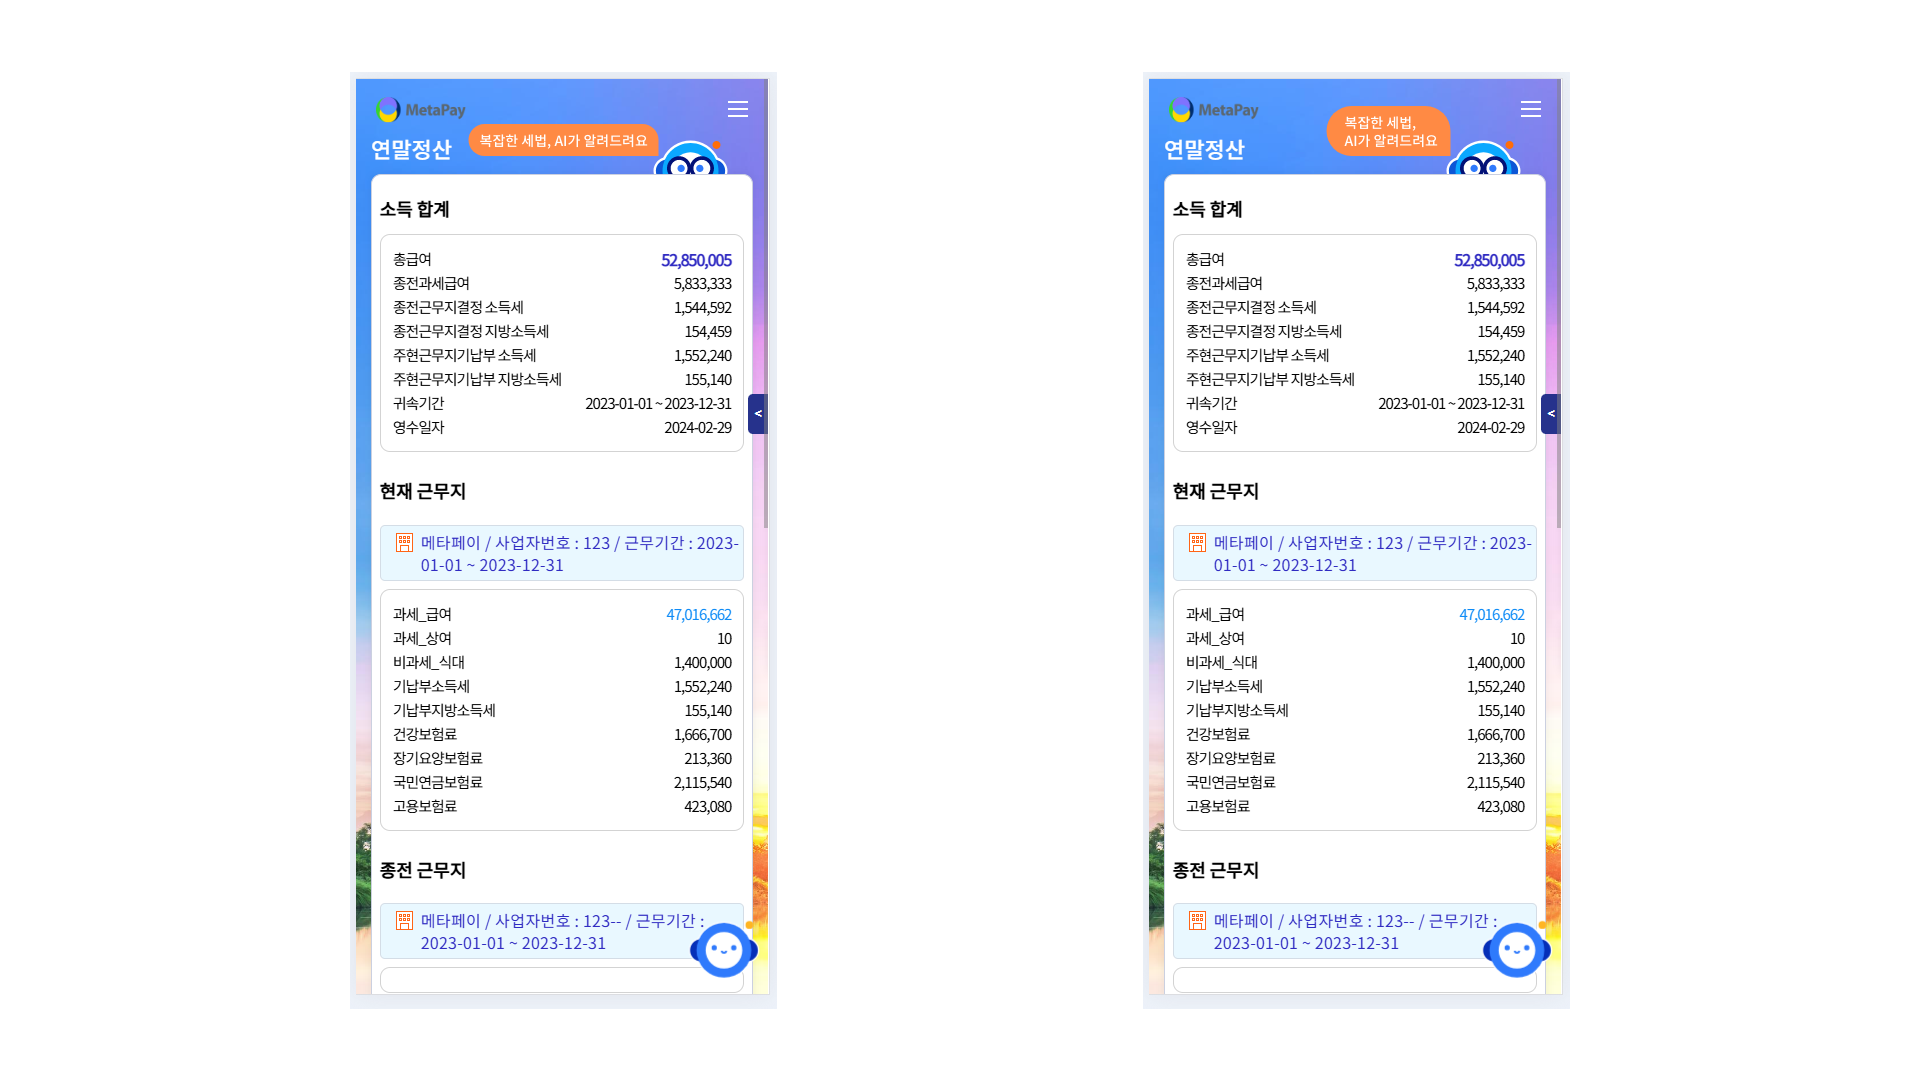 MetaPay
연말정산
복잡한 세법, AI가 알려드려요
소득 합계
총급여 52,850,005
종전과세급여 5,833,333
종전근무지결정 소득세 1,544,592
종전근무지결정 지방소득세 154,459
주현근무지기납부 소득세 1,552,240
주현근무지기납부 지방소득세 155,140
귀속기간 2023-01-01 ~ 2023-12-31
영수일자 2024-02-29
<
현재 근무지
메타페이 / 사업자번호 : 123 / 근무기간 : 2023-
01-01 ~ 2023-12-31
과세_급여 47,016,662
과세_상여 10
비과세_식대 1,400,000
기납부소득세 1,552,240
기납부지방소득세 155,140
건강보험료 1,666,700
장기요양보험료 213,360
국민연금보험료 2,115,540
고용보험료 423,080
종전 근무지
메타페이 / 사업자번호 : 123-- / 근무기간 :
2023-01-01 ~ 2023-12-31
MetaPay
연말정산
복잡한 세법,
AI가 알려드려요
소득 합계
총급여 52,850,005
종전과세급여 5,833,333
종전근무지결정 소득세 1,544,592
종전근무지결정 지방소득세 154,459
주현근무지기납부 소득세 1,552,240
주현근무지기납부 지방소득세 155,140
귀속기간 2023-01-01 ~ 2023-12-31
영수일자 2024-02-29
<
현재 근무지
메타페이 / 사업자번호 : 123 / 근무기간 : 2023-
01-01 ~ 2023-12-31
과세_급여 47,016,662
과세_상여 10
비과세_식대 1,400,000
기납부소득세 1,552,240
기납부지방소득세 155,140
건강보험료 1,666,700
장기요양보험료 213,360
국민연금보험료 2,115,540
고용보험료 423,080
종전 근무지
메타페이 / 사업자번호 : 123-- / 근무기간 :
2023-01-01 ~ 2023-12-31